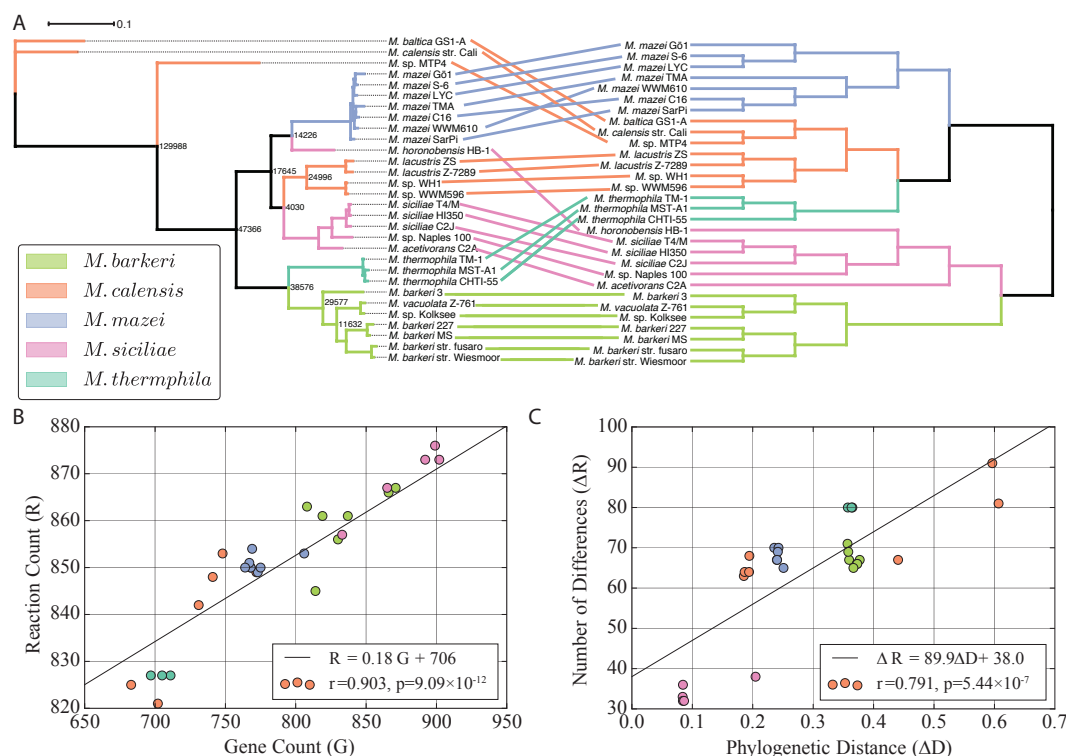 A
0.1
M. baltica GS1-A
M. calensis str. Cali
M. sp. MTP4
M. mazei Gö1
M. mazei S-6
M. mazei LYC
M. mazei TMA
M. mazei C16
M. mazei WWM610
M. mazei SarPi
M. horonobensis HB-1
M. lacustris ZS
M. lacustris Z-7289
M. sp. WH1
M. sp. WWM596
M. siciliae T4/M
M. siciliae HI350
M. siciliae C2J
M. sp. Naples 100
M. acetivorans C2A
M. thermophila TM-1
M. thermophila MST-A1
M. thermophila CHTI-55
M. barkeri 3
M. vacuolata Z-761
M. sp. Kolksee
M. barkeri 227
M. barkeri MS
M. barkeri str. fusaro
M. barkeri str. Wiesmoor
M. mazei Gö1
M. mazei S-6
M. mazei LYC
M. mazei TMA
M. mazei WWM610
M. mazei C16
M. mazei SarPi
M. baltica GS1-A
M. calensis str. Cali
M. sp. MTP4
M. lacustris ZS
M. lacustris Z-7289
M. sp. WH1
M. sp. WWM596
M. thermophila TM-1
M. thermophila MST-A1
M. thermophila CHTI-55
M. horonobensis HB-1
M. siciliae T4/M
M. siciliae HI350
M. siciliae C2J
M. sp. Naples 100
M. acetivorans C2A
M. barkeri 3
M. vacuolata Z-761
M. sp. Kolksee
M. barkeri 227
M. barkeri MS
M. barkeri str. fusaro
M. barkeri str. Wiesmoor
129988
14226
17645
24996
4030
47366
38576
29577
11632
M. barkeri
M. calensis
M. mazei
M. siciliae
M. thermphila
B
880
870
860
850
840
830
820
Reaction Count (R)
650 700 750 800 850 900 950
Gene Count (G)
R = 0.18 G + 706
r=0.903, p=9.09×10-12
C
100
90
80
70
60
50
40
30
Number of Differences (ΔR)
0.0 0.1 0.2 0.3 0.4 0.5 0.6 0.7
Phylogenetic Distance (ΔD)
Δ R = 89.9ΔD+ 38.0
r=0.791, p=5.44×10-7